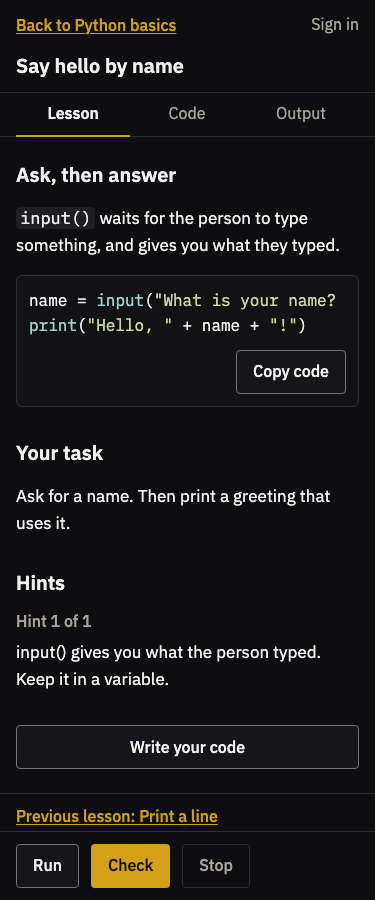 Back to Python basics
Sign in
Say hello by name
Lesson
Code
Output
Ask, then answer
input() waits for the person to type
something, and gives you what they typed.
name = input("What is your name?
print("Hello, " + name + "!")
Copy code
Your task
Ask for a name. Then print a greeting that
uses it.
Hints
Hint 1 of 1
input() gives you what the person typed.
Keep it in a variable.
Write your code
Previous lesson: Print a line
Run
Check
Stop